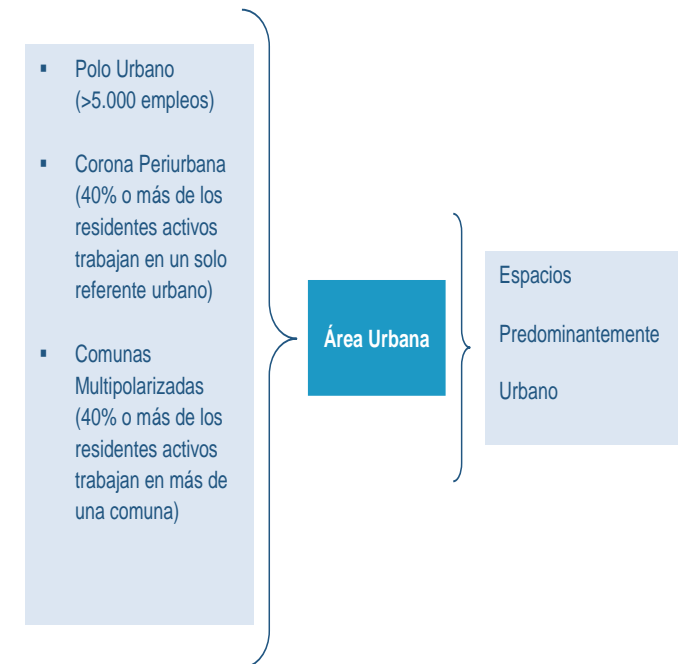 ▪ Polo Urbano
(>5.000 empleos)
▪ Corona Periurbana
(40% o más de los
residentes activos
trabajan en un solo
referente urbano)
▪ Comunas
Multipolarizadas
(40% o más de los
residentes activos
trabajan en más de
una comuna)
Área Urbana
Espacios
Predominantemente
Urbano